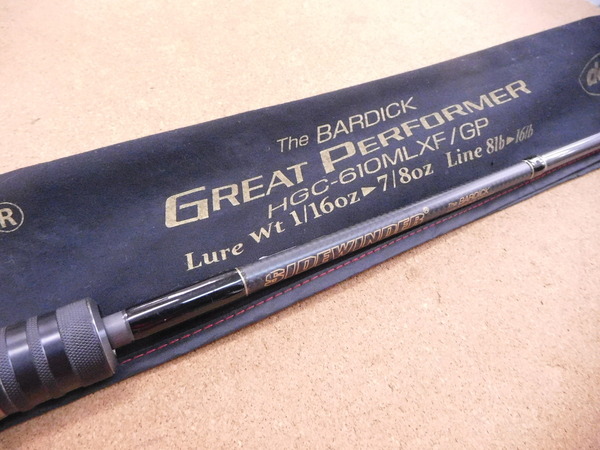 The BARDICK
GREAT PERFORMER
HGC-610MLXF/GP
Lure Wt 1/16oz▶7/8oz Line 8lb▶16lb
SIDEWINDER® The BARDICK
R